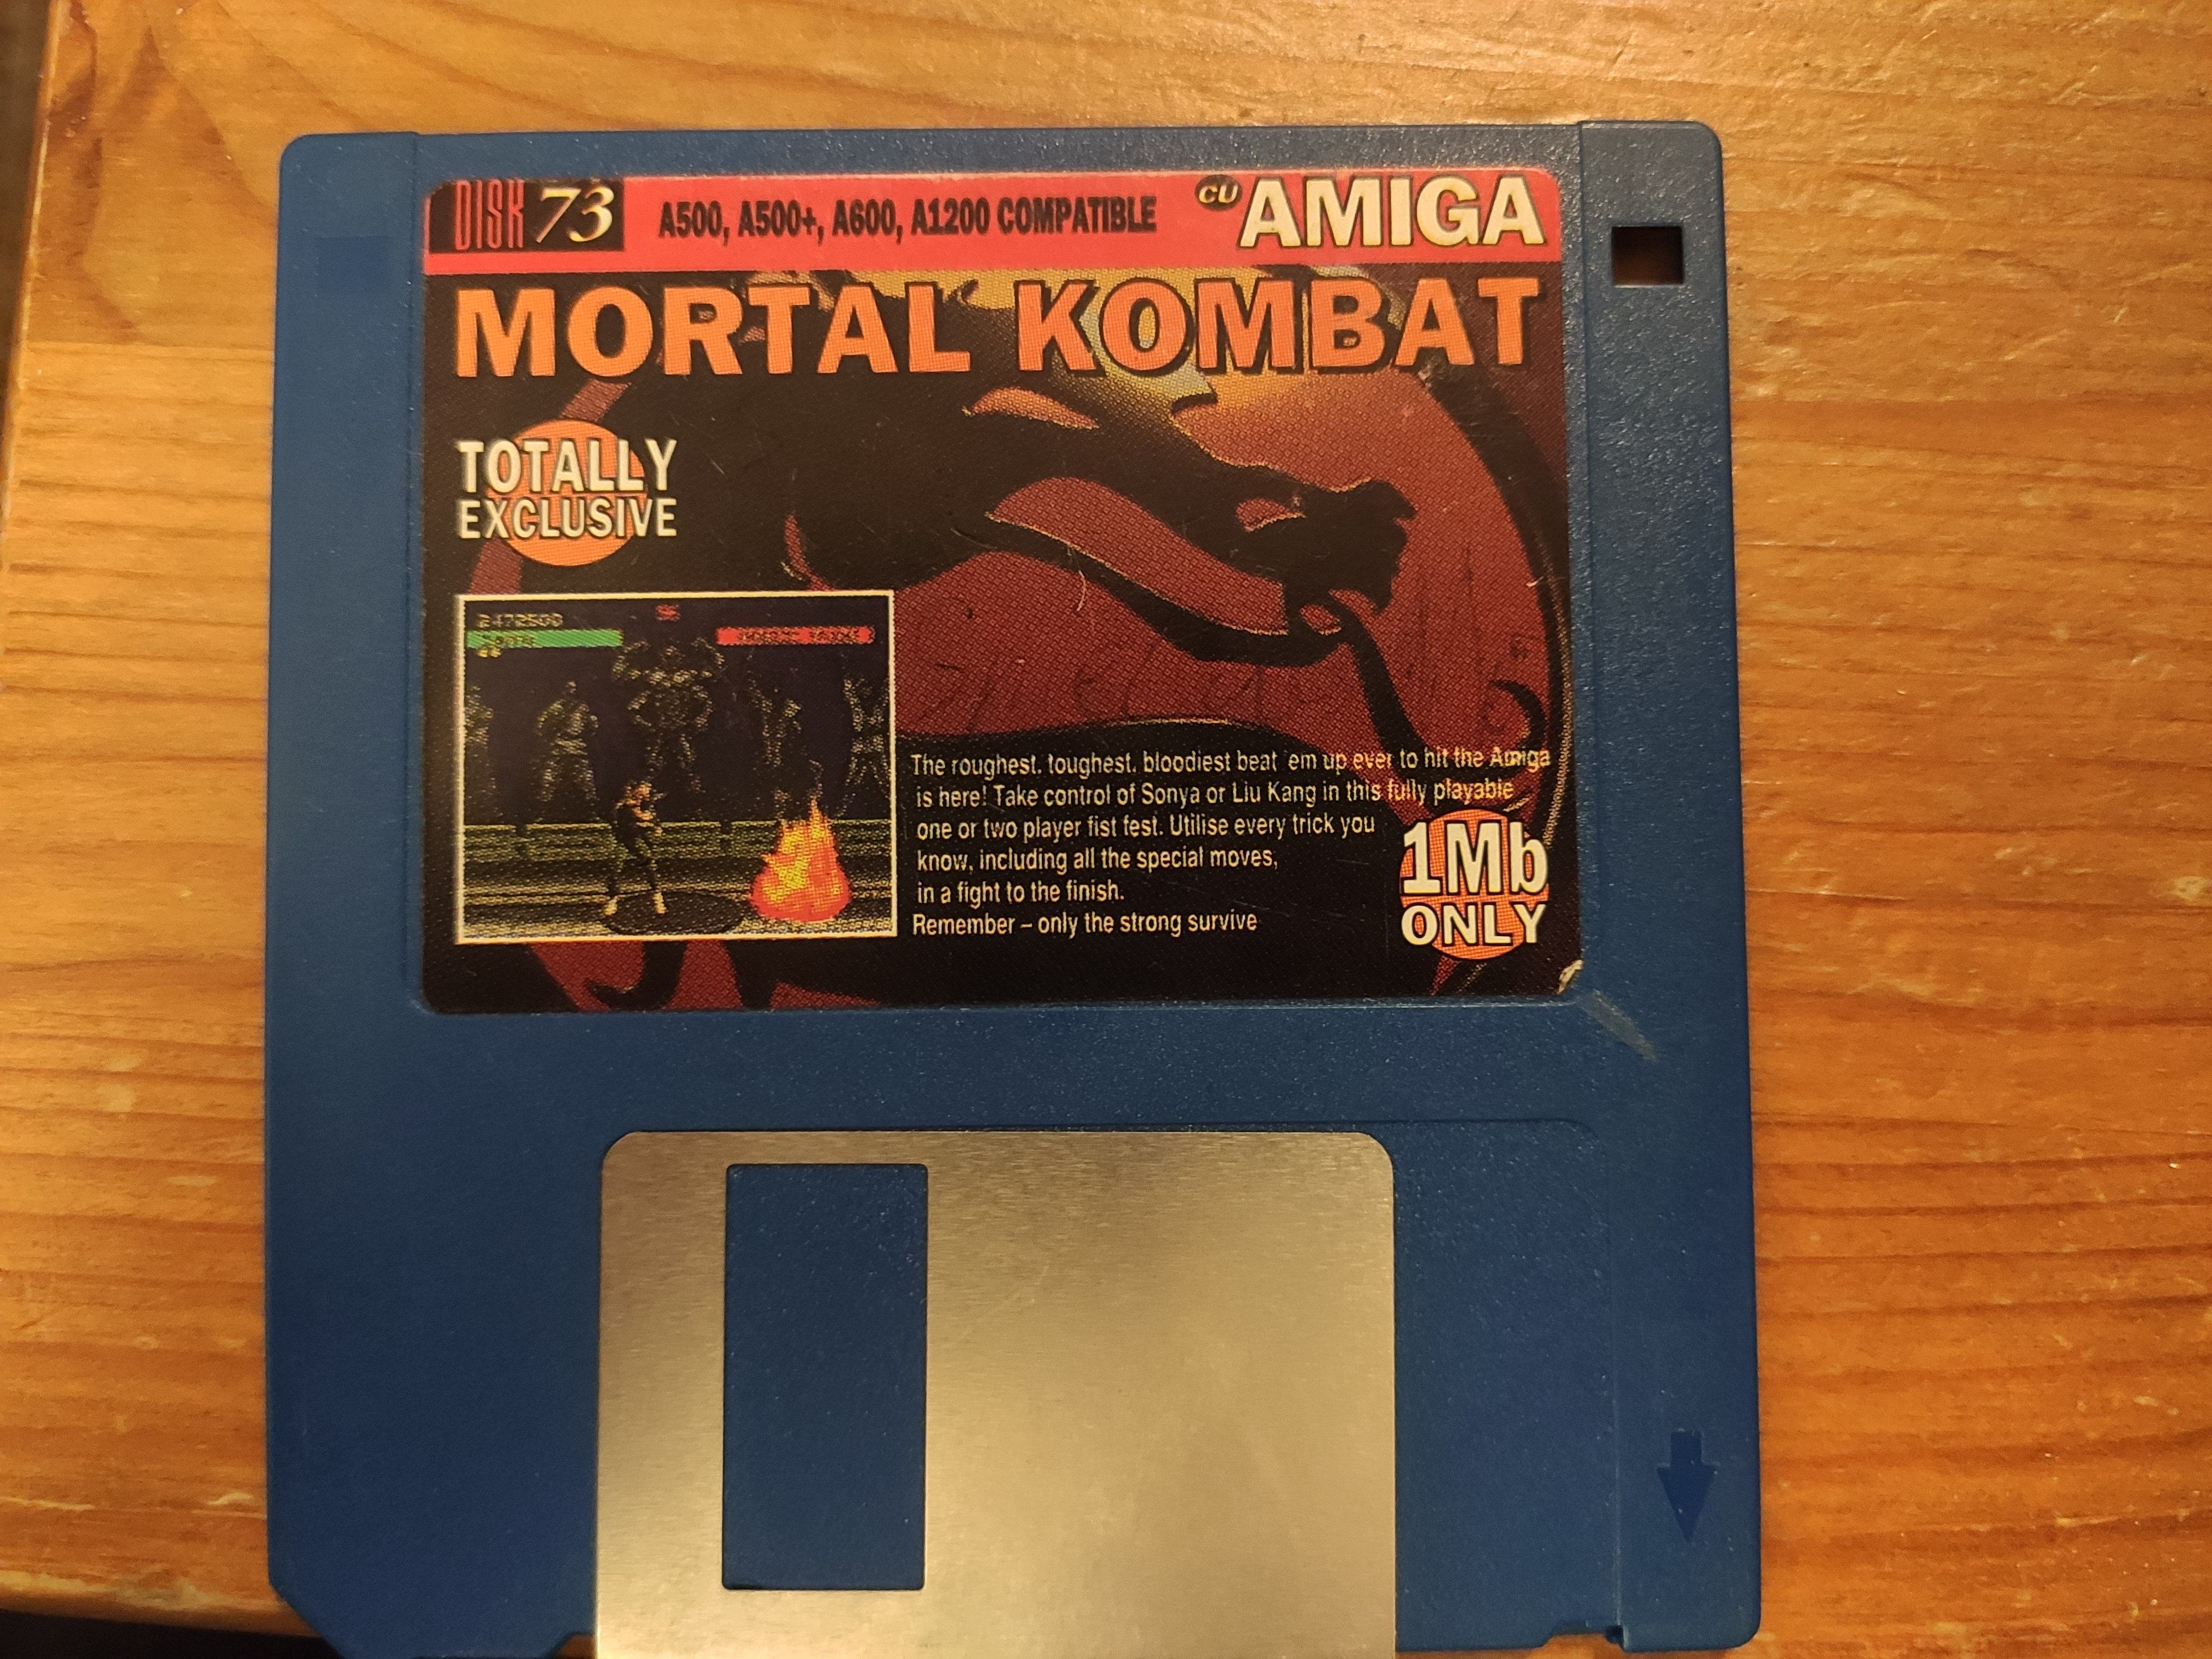 DISK 73
A500, A500+, A600, A1200 COMPATIBLE
CU AMIGA
MORTAL KOMBAT
TOTALLY
EXCLUSIVE
2472500
The roughest, toughest, bloodiest beat 'em up ever to hit the Amiga
is here! Take control of Sonya or Liu Kang in this fully playable
one or two player fist fest. Utilise every trick you
know, including all the special moves,
in a fight to the finish.
Remember – only the strong survive
1Mb
ONLY